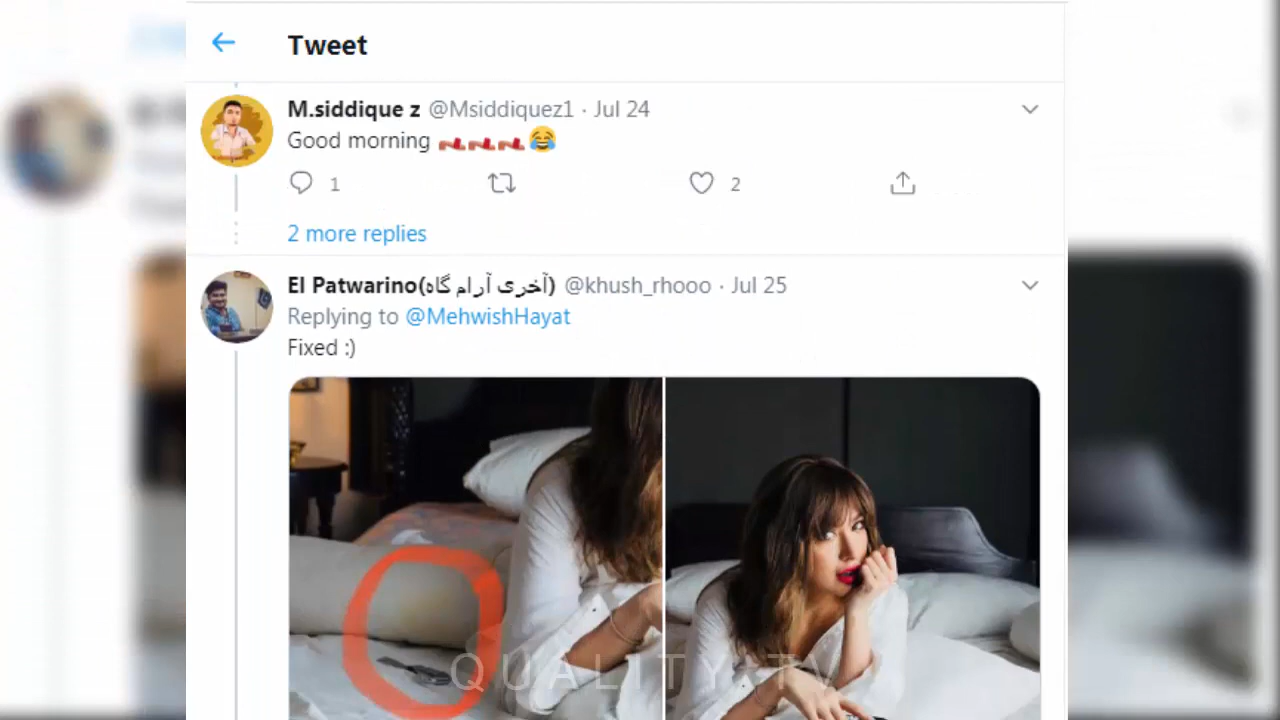 Tweet
M.siddique z @Msiddiquez1 · Jul 24
Good morning 👠👠👠😂
1 2
2 more replies
El Patwarino(آخری آرام گاہ) @khush_rhooo · Jul 25
Replying to @MehwishHayat
Fixed :)
QUALITY TV